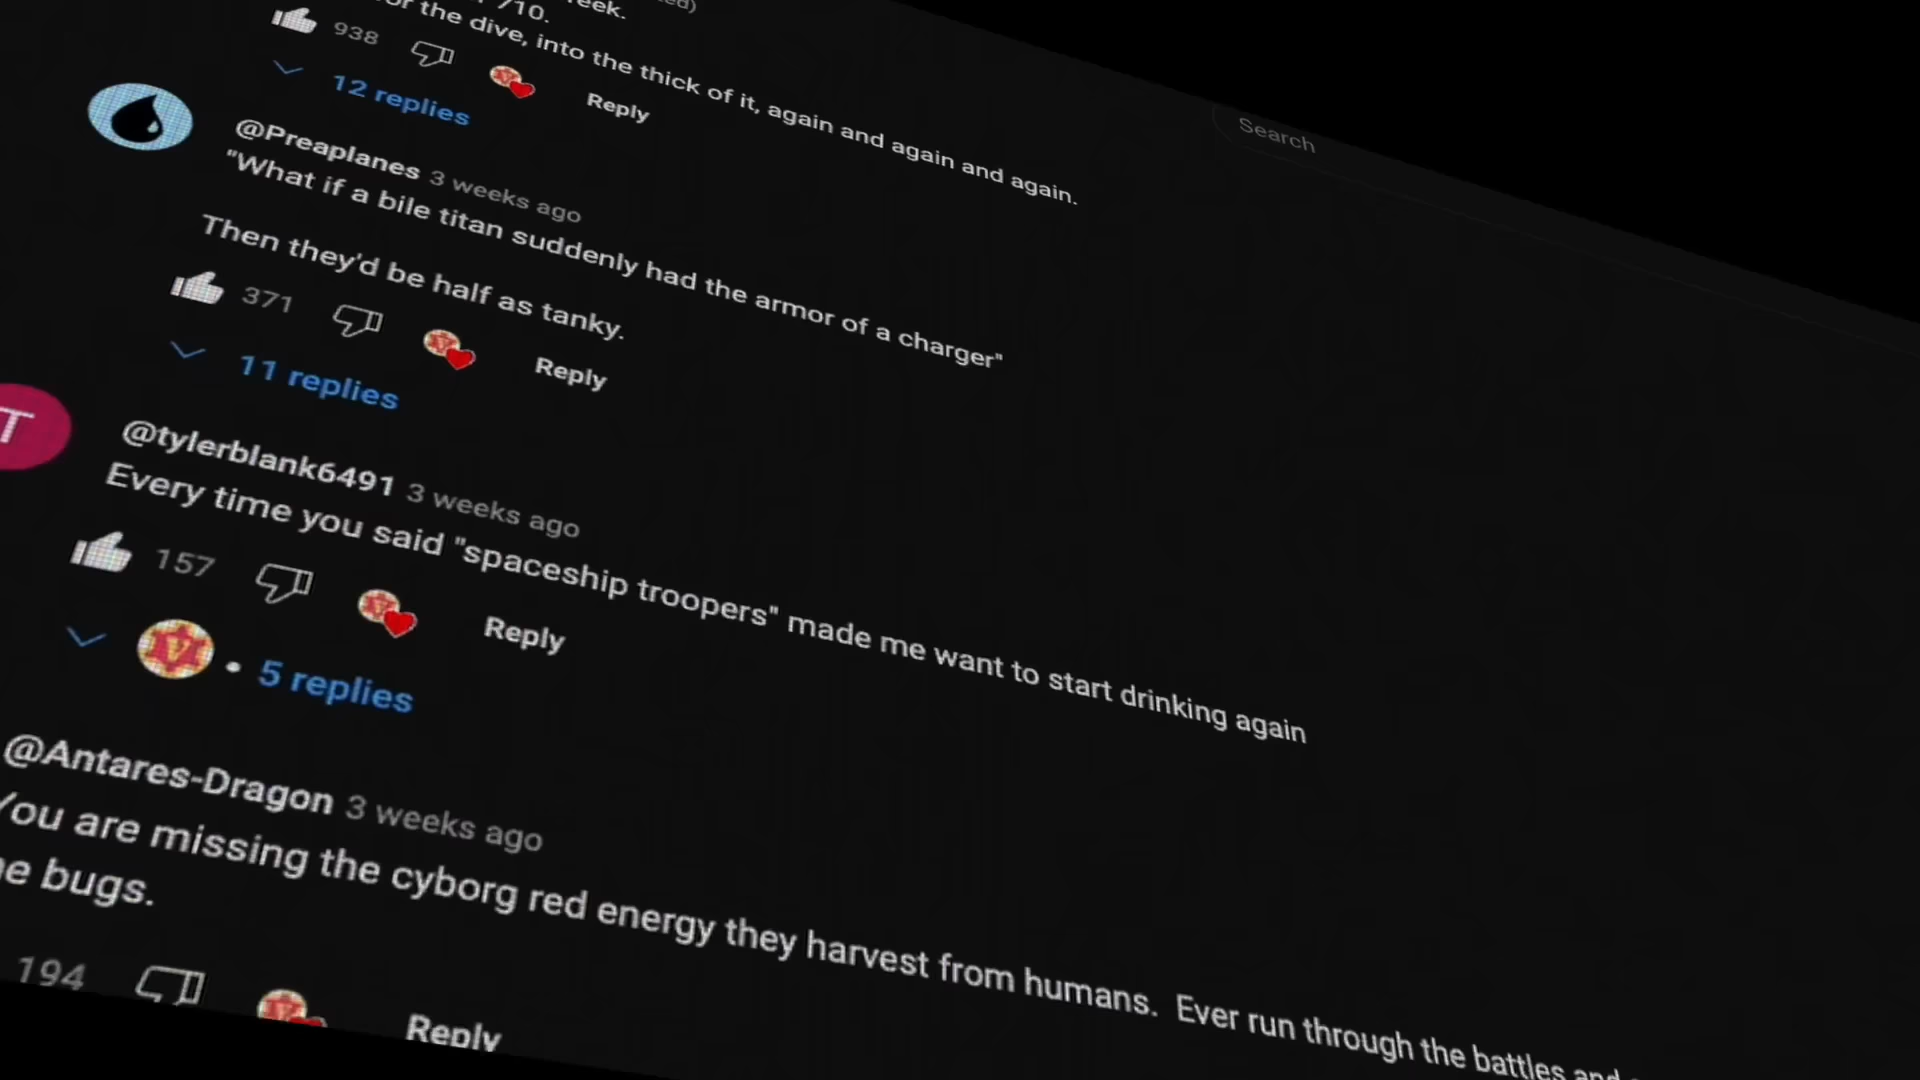 /10.
the dive, into the thick of it, again and again and again.
938
Reply
12 replies
Search
@Preaplanes 3 weeks ago
"What if a bile titan suddenly had the armor of a charger"
Then they'd be half as tanky.
371
Reply
11 replies
T
@tylerblank6491 3 weeks ago
Every time you said "spaceship troopers" made me want to start drinking again
157
Reply
V
• 5 replies
@Antares-Dragon 3 weeks ago
You are missing the cyborg red energy they harvest from humans. Ever run through the battles and
bugs.
194
Reply